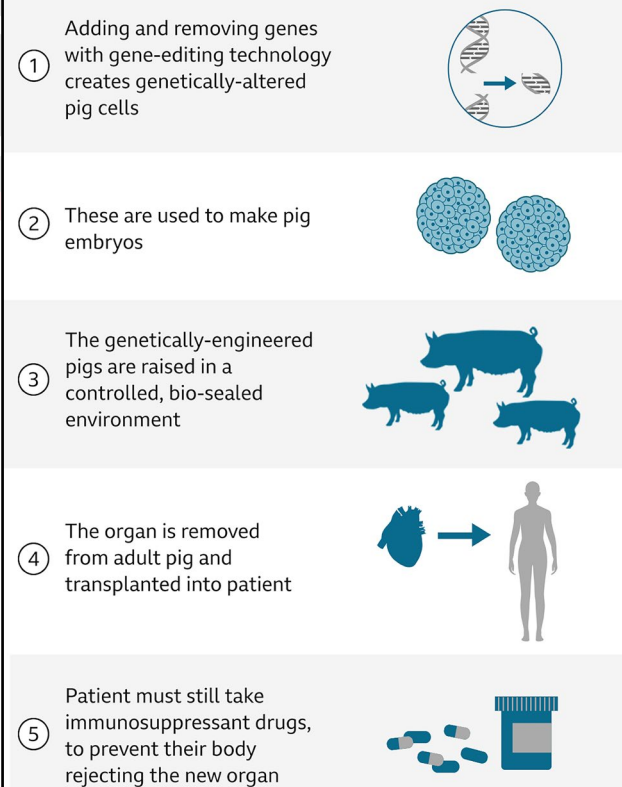 1
Adding and removing genes
with gene-editing technology
creates genetically-altered
pig cells
2
These are used to make pig
embryos
3
The genetically-engineered
pigs are raised in a
controlled, bio-sealed
environment
4
The organ is removed
from adult pig and
transplanted into patient
5
Patient must still take
immunosuppressant drugs,
to prevent their body
rejecting the new organ